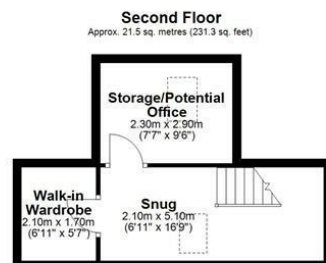 Second Floor
Approx. 21.5 sq. metres (231.3 sq. feet)
Storage/Potential
Office
2.30m x 2.90m
(7'7" x 9'6")
Walk-in
Wardrobe
2.10m x 1.70m
(6'11" x 5'7")
Snug
2.10m x 5.10m
(6'11" x 16'9")